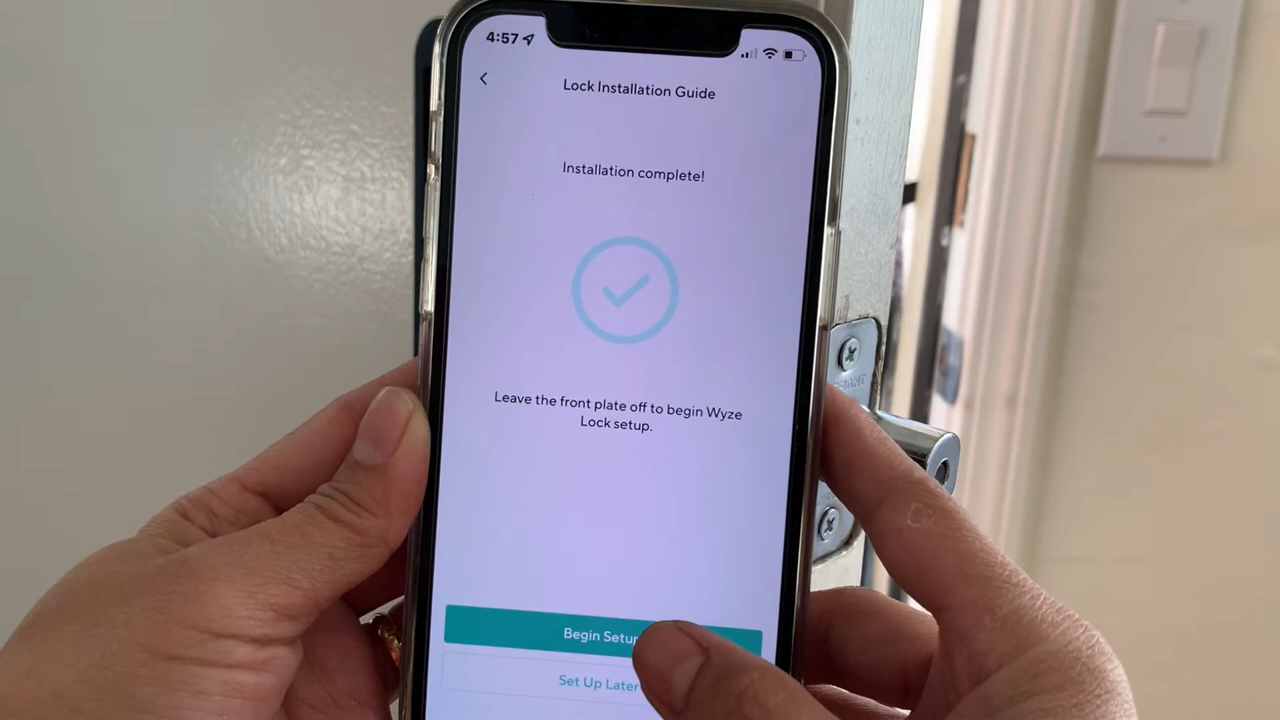 4:57
Lock Installation Guide
Installation complete!
Leave the front plate off to begin Wyze
Lock setup.
Begin Setup
Set Up Later